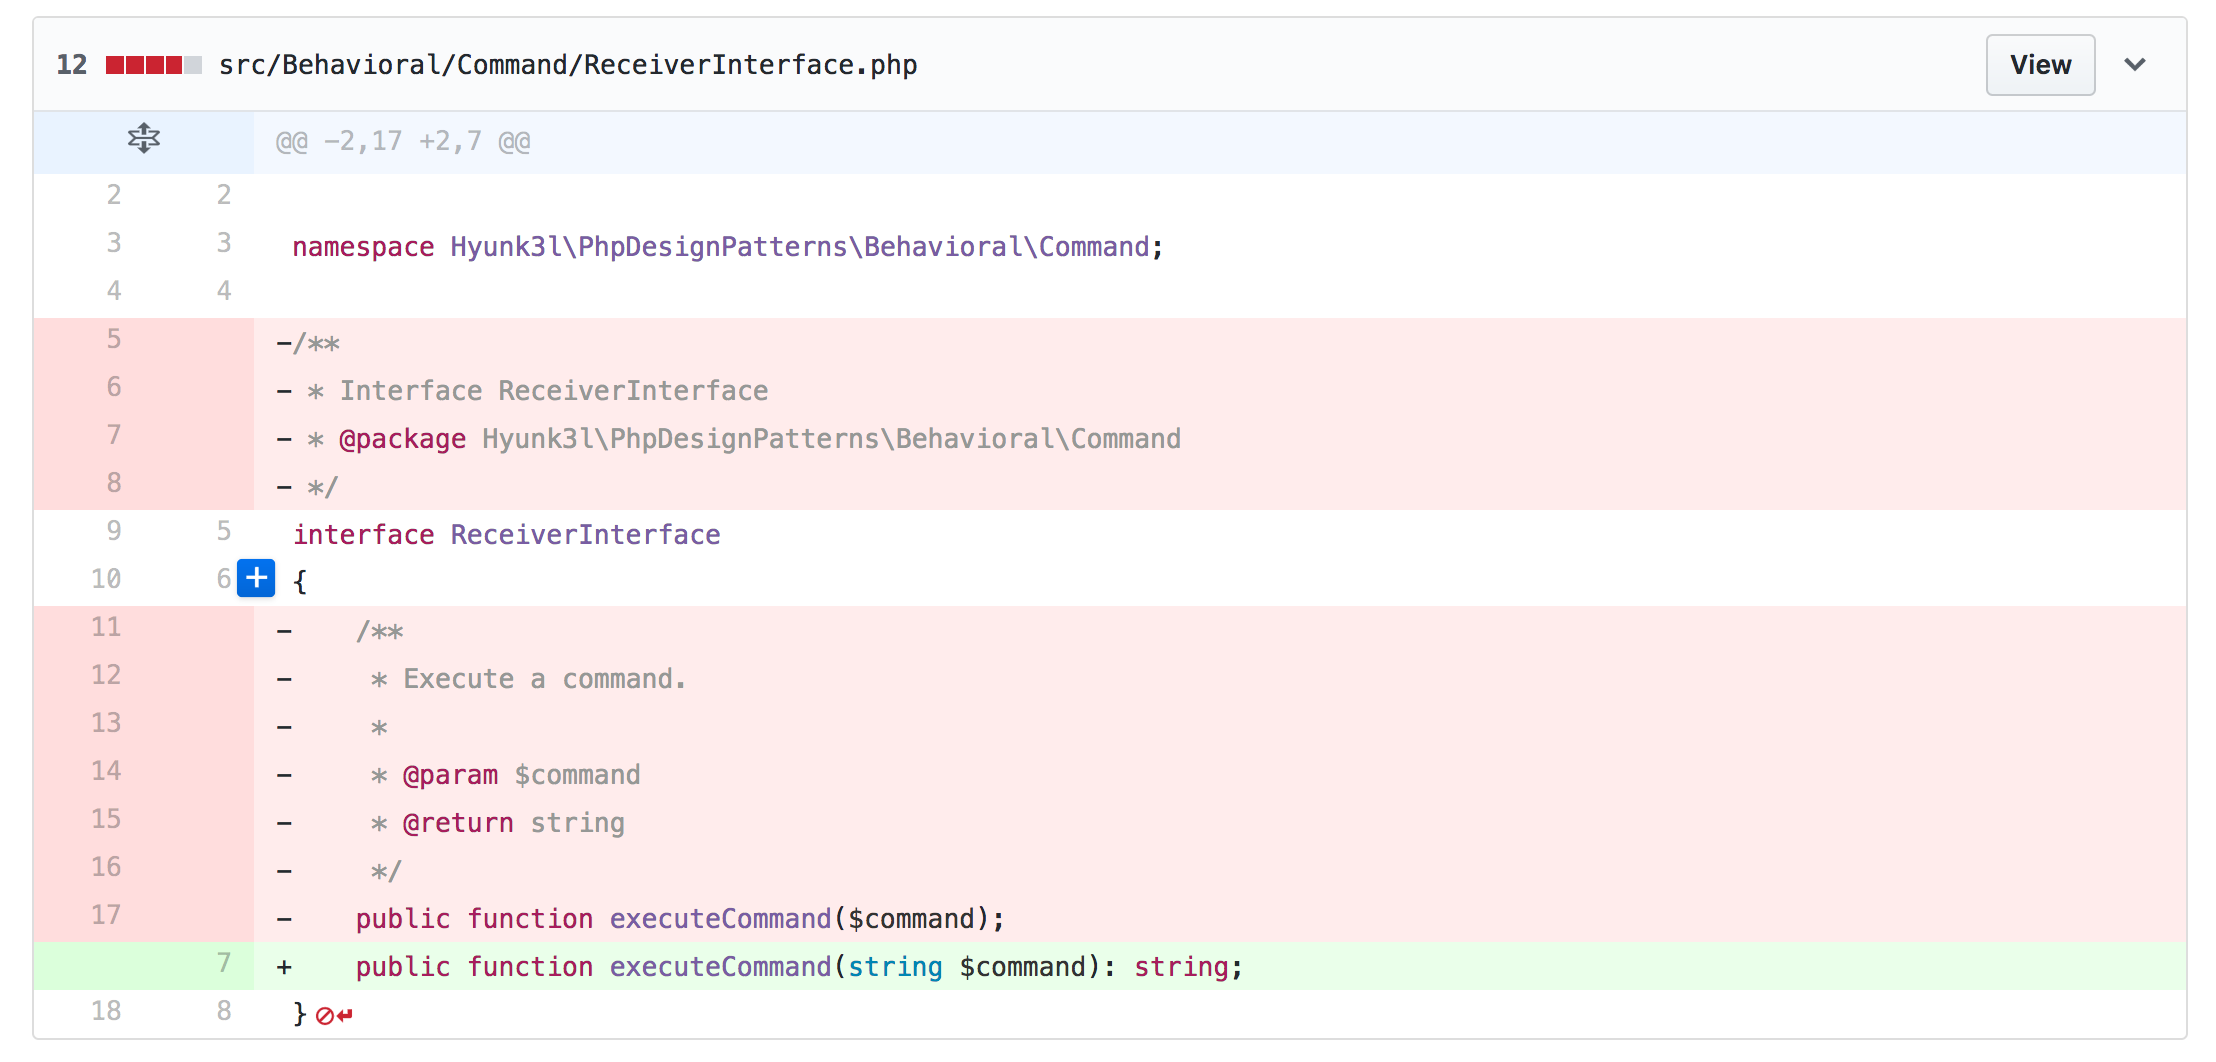 12 src/Behavioral/Command/ReceiverInterface.php View
@@ -2,17 +2,7 @@
2 2
3 3 namespace Hyunk3l\PhpDesignPatterns\Behavioral\Command;
4 4
5 -/**
6 - * Interface ReceiverInterface
7 - * @package Hyunk3l\PhpDesignPatterns\Behavioral\Command
8 - */
9 5 interface ReceiverInterface
10 6 + {
11 -    /**
12 -     * Execute a command.
13 -     *
14 -     * @param $command
15 -     * @return string
16 -     */
17 -    public function executeCommand($command);
7 +    public function executeCommand(string $command): string;
18 8 }